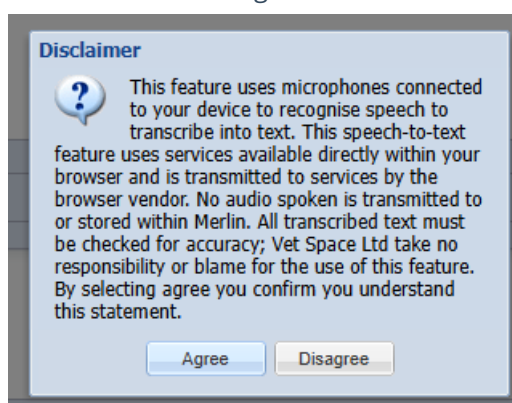 Disclaimer
This feature uses microphones connected
to your device to recognise speech to
transcribe into text. This speech-to-text
feature uses services available directly within your
browser and is transmitted to services by the
browser vendor. No audio spoken is transmitted to
or stored within Merlin. All transcribed text must
be checked for accuracy; Vet Space Ltd take no
responsibility or blame for the use of this feature.
By selecting agree you confirm you understand
this statement.
Agree Disagree